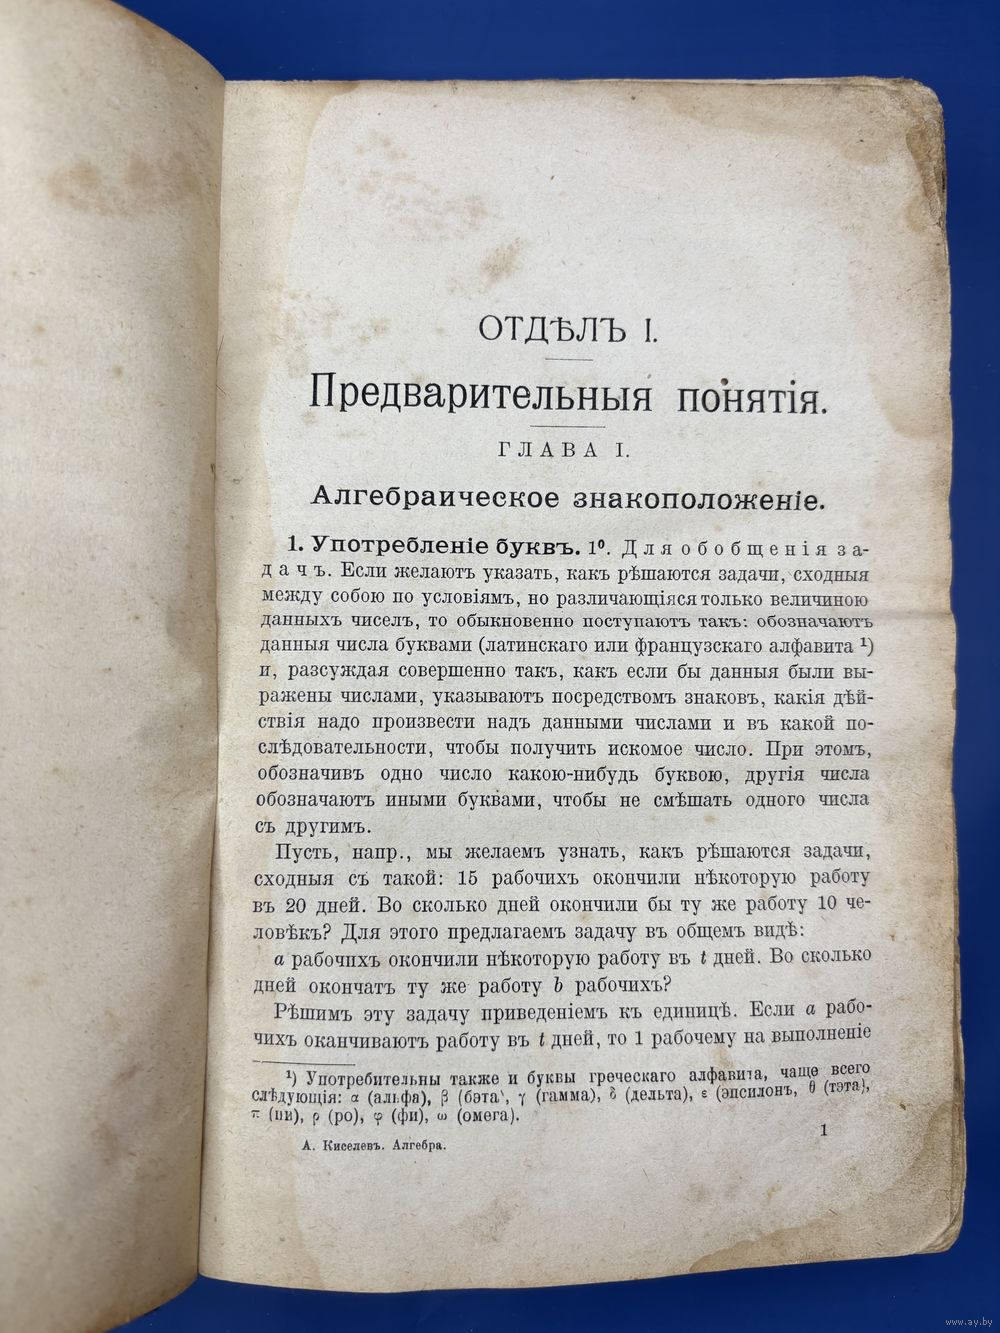 ОТДѢЛЪ I.
Предварительныя понятія.
ГЛАВА I.
Алгебраическое знакоположеніе.
1. Употребленіе буквъ. 1⁰. Для обобщенія за-
дачъ. Если желаютъ указать, какъ рѣшаются задачи, сходныя
между собою по условіямъ, но различающіяся только величиною
данныхъ чиселъ, то обыкновенно поступаютъ такъ: обозначаютъ
данныя числа буквами (латинскаго или французскаго алфавита ¹)
и, разсуждая совершенно такъ, какъ если бы данныя были вы-
ражены числами, указываютъ посредствомъ знаковъ, какія дѣй-
ствія надо произвести надъ данными числами и въ какой по-
слѣдовательности, чтобы получить искомое число. При этомъ,
обозначивъ одно число какою-нибудь буквою, другія числа
обозначаютъ иными буквами, чтобы не смѣшать одного числа
съ другимъ.
Пусть, напр., мы желаемъ узнать, какъ рѣшаются задачи,
сходныя съ такой: 15 рабочихъ окончили нѣкоторую работу
въ 20 дней. Во сколько дней окончили бы ту же работу 10 че-
ловѣкъ? Для этого предлагаемъ задачу въ общемъ видѣ:
a рабочихъ окончили нѣкоторую работу въ t дней. Во сколько
дней окончатъ ту же работу b рабочихъ?
Рѣшимъ эту задачу приведеніемъ къ единицѣ. Если a рабо-
чихъ оканчиваютъ работу въ t дней, то 1 рабочему на выполненіе
¹) Употребительны также и буквы греческаго алфавита, чаще всего
слѣдующія: α (альфа), β (бэта), γ (гамма), δ (дельта), ε (эпсилонъ, θ (тэта),
π (пи), ρ (ро), φ (фи), ω (омега).
А. Киселевъ. Алгебра.
1
www.ay.by